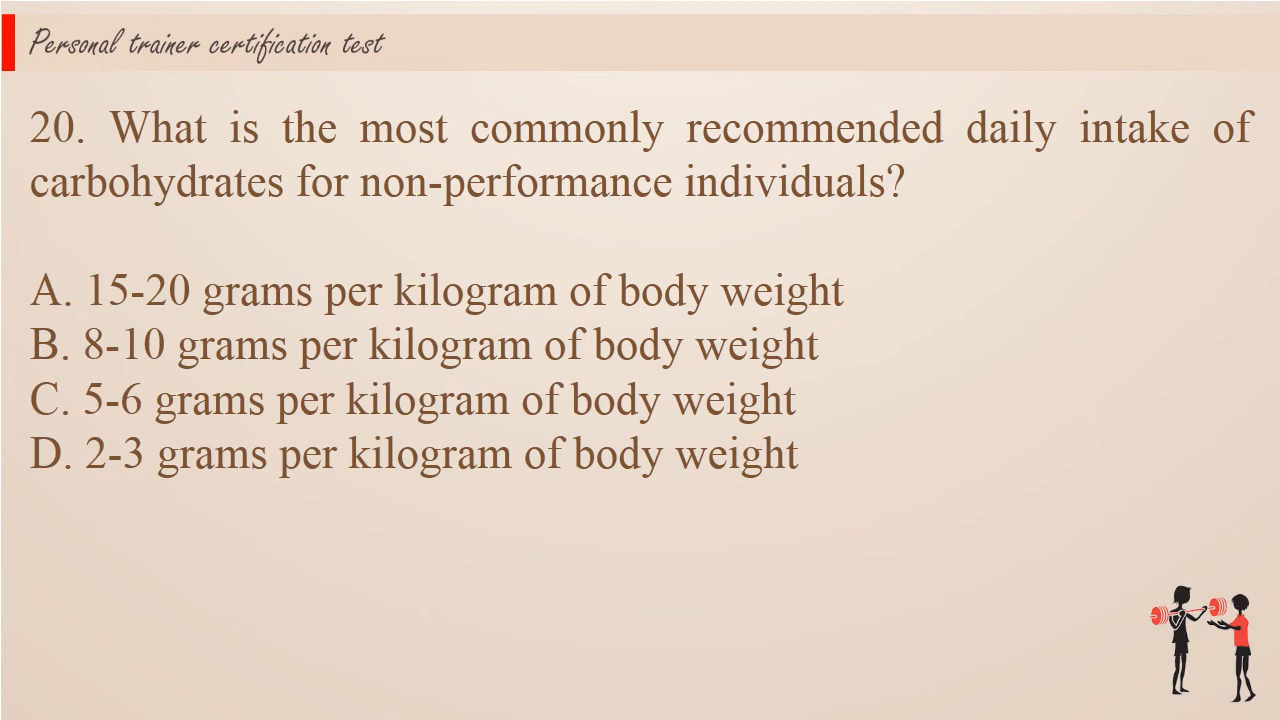 Personal trainer certification test
20. What is the most commonly recommended daily intake of
carbohydrates for non-performance individuals?
A. 15-20 grams per kilogram of body weight
B. 8-10 grams per kilogram of body weight
C. 5-6 grams per kilogram of body weight
D. 2-3 grams per kilogram of body weight